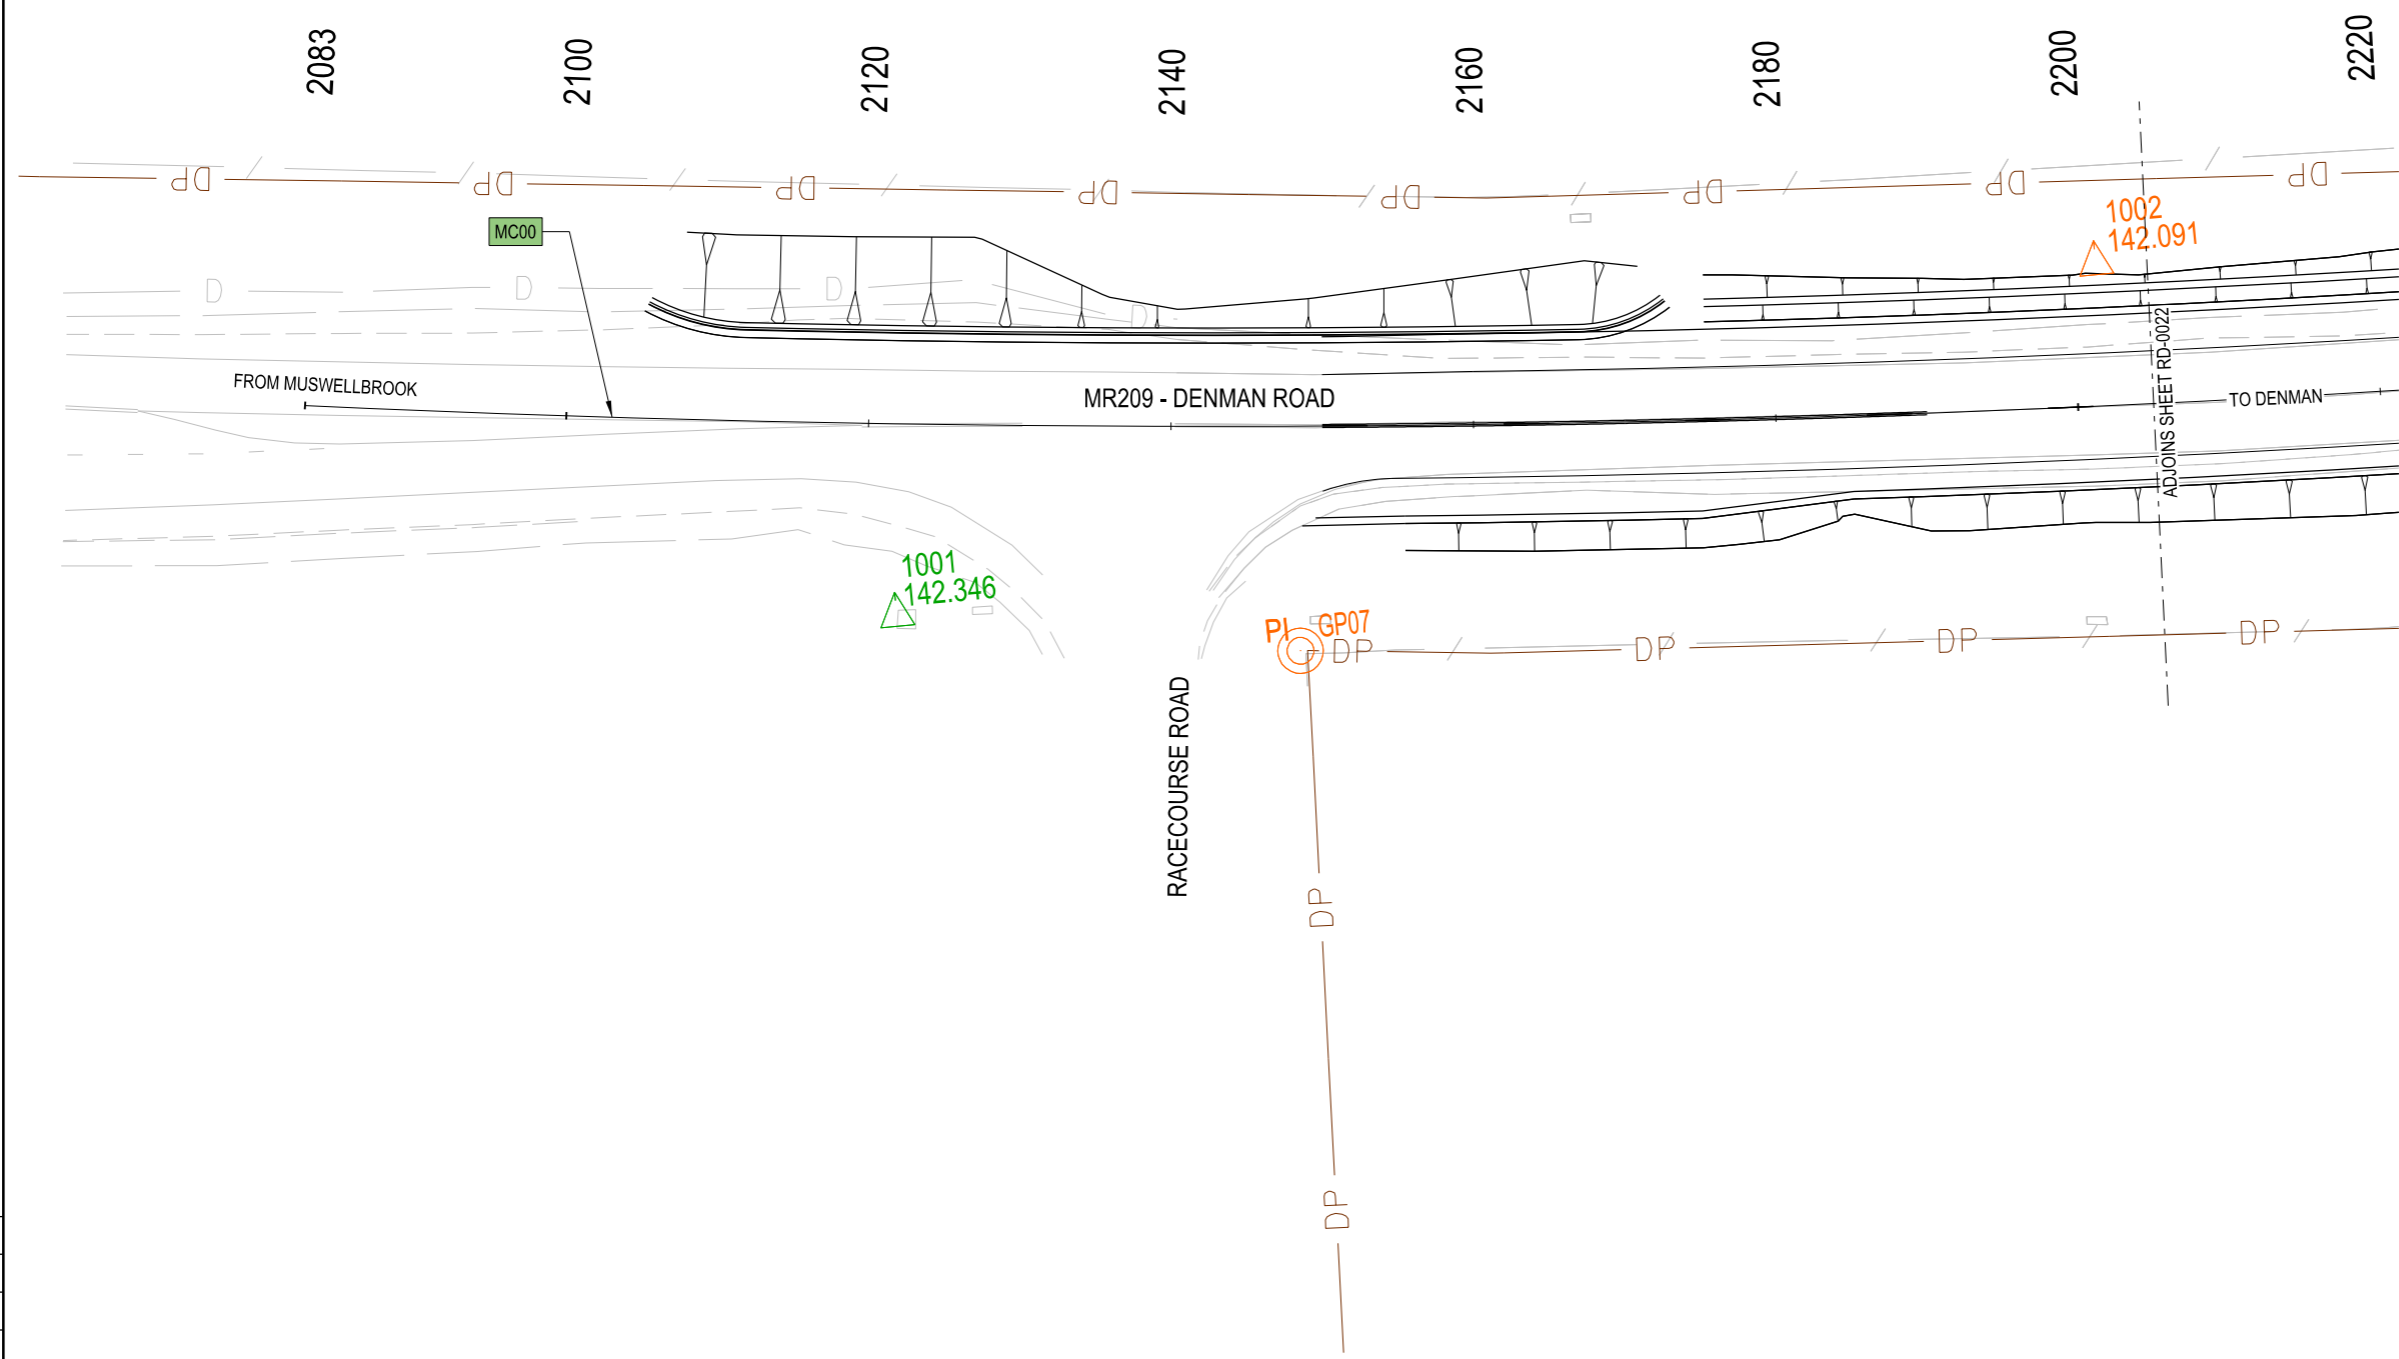 2083
2100
2120
2140
2160
2180
2200
2220
DP
DP
DP
DP
DP
DP
DP
DP
1002
142.091
MC00
D
D
D
D
FROM MUSWELLBROOK
MR209 - DENMAN ROAD
TO DENMAN
ADJOINS SHEET RD-0022
1001
142.346
PI
GP07
DP
DP
DP
DP
RACECOURSE ROAD
DP
DP